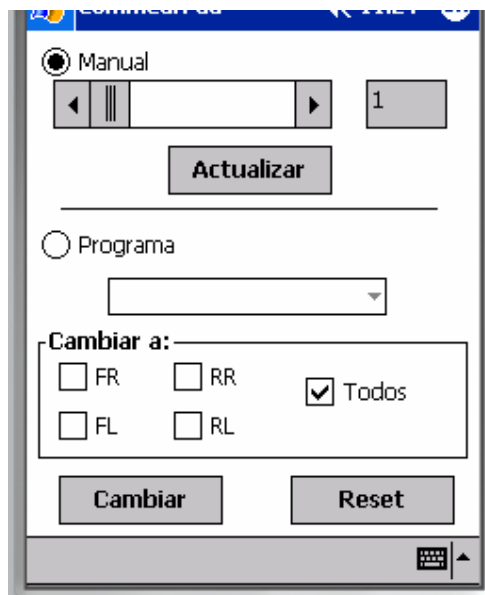 Manual
1
Actualizar
Programa
Cambiar a:
FR RR
Todos
FL RL
Cambiar Reset